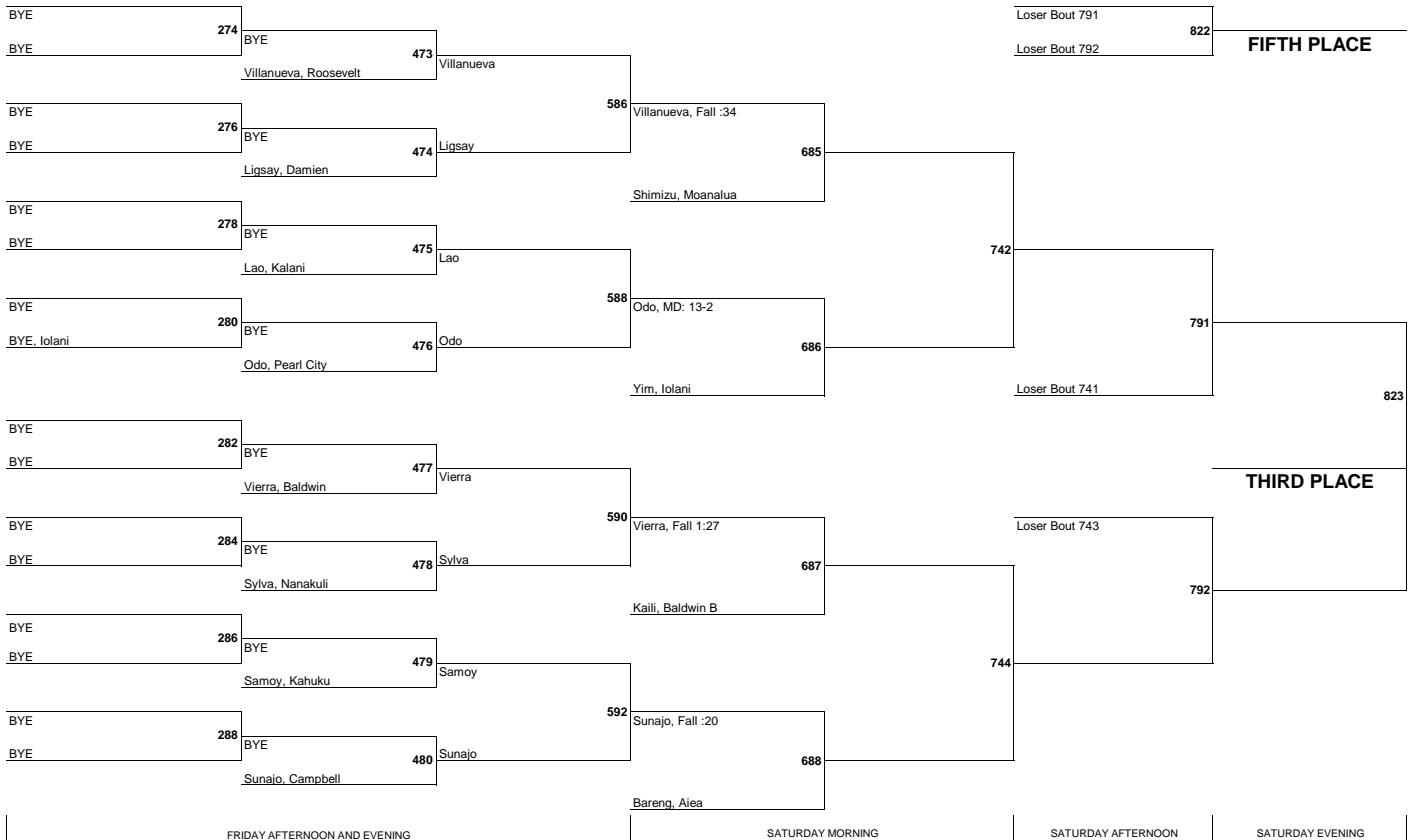 BYE
274
BYE
BYE
473
Villanueva, Roosevelt
Villanueva
586
BYE
276
BYE
BYE
474
Ligsay, Damien
Ligsay
Villanueva, Fall :34
685
Shimizu, Moanalua
BYE
278
BYE
BYE
475
Lao, Kalani
Lao
588
BYE
280
BYE, Iolani
BYE
476
Odo, Pearl City
Odo
Odo, MD: 13-2
686
Yim, Iolani
742
Loser Bout 741
791
BYE
282
BYE
BYE
477
Vierra, Baldwin
Vierra
590
BYE
284
BYE
BYE
478
Sylva, Nanakuli
Sylva
Vierra, Fall 1:27
687
Kaili, Baldwin B
BYE
286
BYE
BYE
479
Samoy, Kahuku
Samoy
592
BYE
288
BYE
BYE
480
Sunajo, Campbell
Sunajo
Sunajo, Fall :20
688
Bareng, Aiea
744
Loser Bout 743
792
823
THIRD PLACE
Loser Bout 791
822
Loser Bout 792
FIFTH PLACE
FRIDAY AFTERNOON AND EVENING
SATURDAY MORNING
SATURDAY AFTERNOON
SATURDAY EVENING